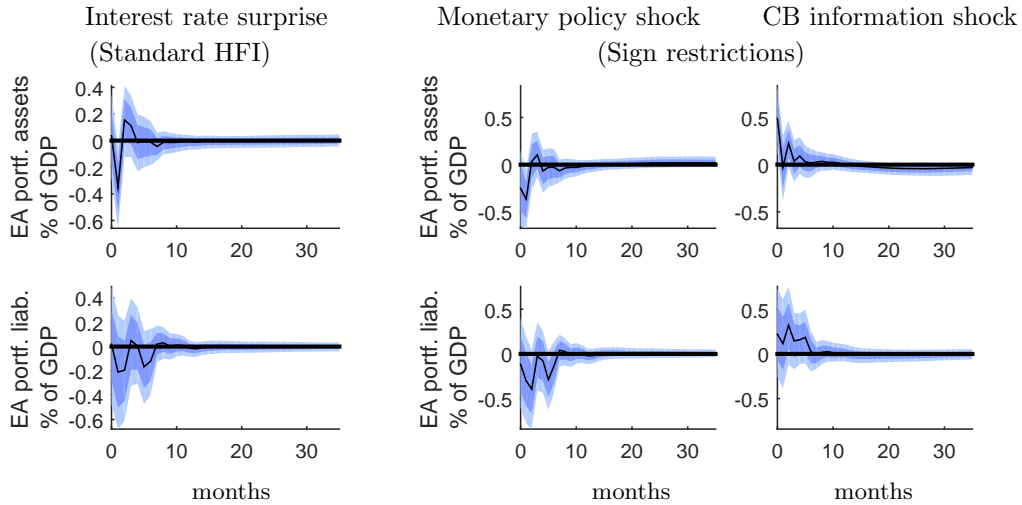 Interest rate surprise
Monetary policy shock
CB information shock
(Standard HFI)
(Sign restrictions)
EA portf. assets
% of GDP
0.4
0.2
0
-0.2
-0.4
-0.6
0 10 20 30
EA portf. assets
% of GDP
0.5
0
-0.5
0 10 20 30
0.5
0
-0.5
0 10 20 30
EA portf. liab.
% of GDP
0.4
0.2
0
-0.2
-0.4
-0.6
0 10 20 30
EA portf. liab.
% of GDP
0.5
0
-0.5
0 10 20 30
0.5
0
-0.5
0 10 20 30
months
months
months